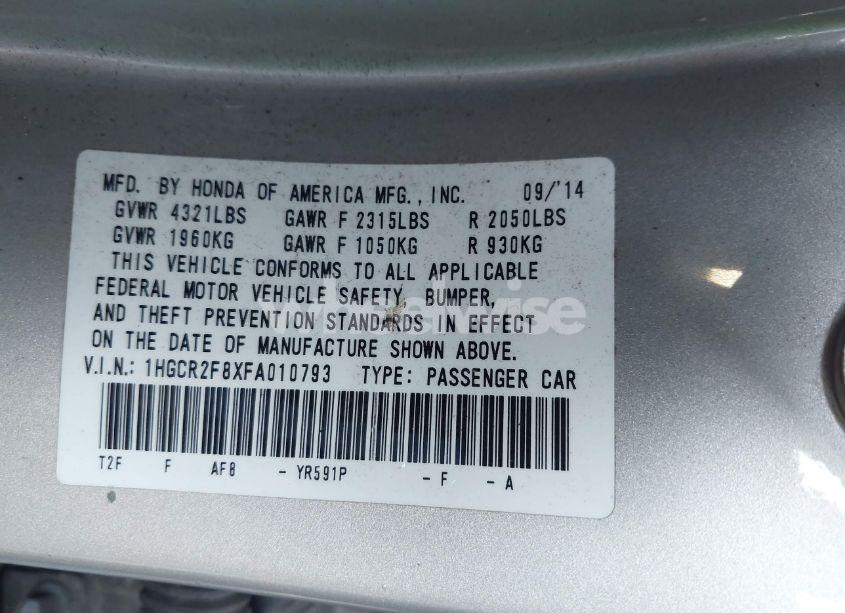 MFD. BY HONDA OF AMERICA MFG., INC. 09/'14
GVWR 4321LBS GAWR F 2315LBS R 2050LBS
GVWR 1960KG GAWR F 1050KG R 930KG
THIS VEHICLE CONFORMS TO ALL APPLICABLE
FEDERAL MOTOR VEHICLE SAFETY, BUMPER,
AND THEFT PREVENTION STANDARDS IN EFFECT
ON THE DATE OF MANUFACTURE SHOWN ABOVE.
V.I.N.: 1HGCR2F8XFA010793 TYPE: PASSENGER CAR
T2F F AF8 - YR591P - F - A
wheelwise